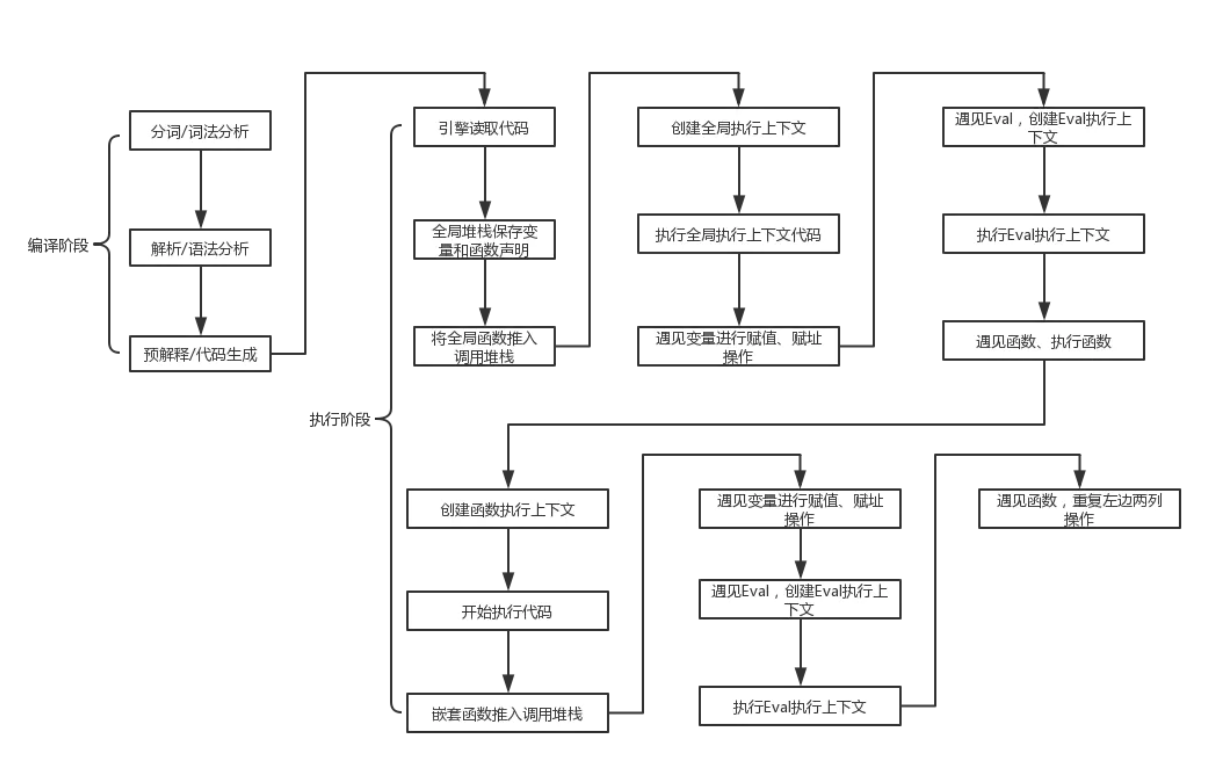 编译阶段
分词/词法分析
解析/语法分析
预解释/代码生成
执行阶段
引擎读取代码
全局堆栈保存变
量和函数声明
将全局函数推入
调用堆栈
创建全局执行上下文
执行全局执行上下文代码
遇见变量进行赋值、赋址
操作
遇见Eval，创建Eval执行上
下文
执行Eval执行上下文
遇见函数、执行函数
创建函数执行上下文
开始执行代码
嵌套函数推入调用堆栈
遇见变量进行赋值、赋址
操作
遇见Eval，创建Eval执行上
下文
执行Eval执行上下文
遇见函数，重复左边两列
操作